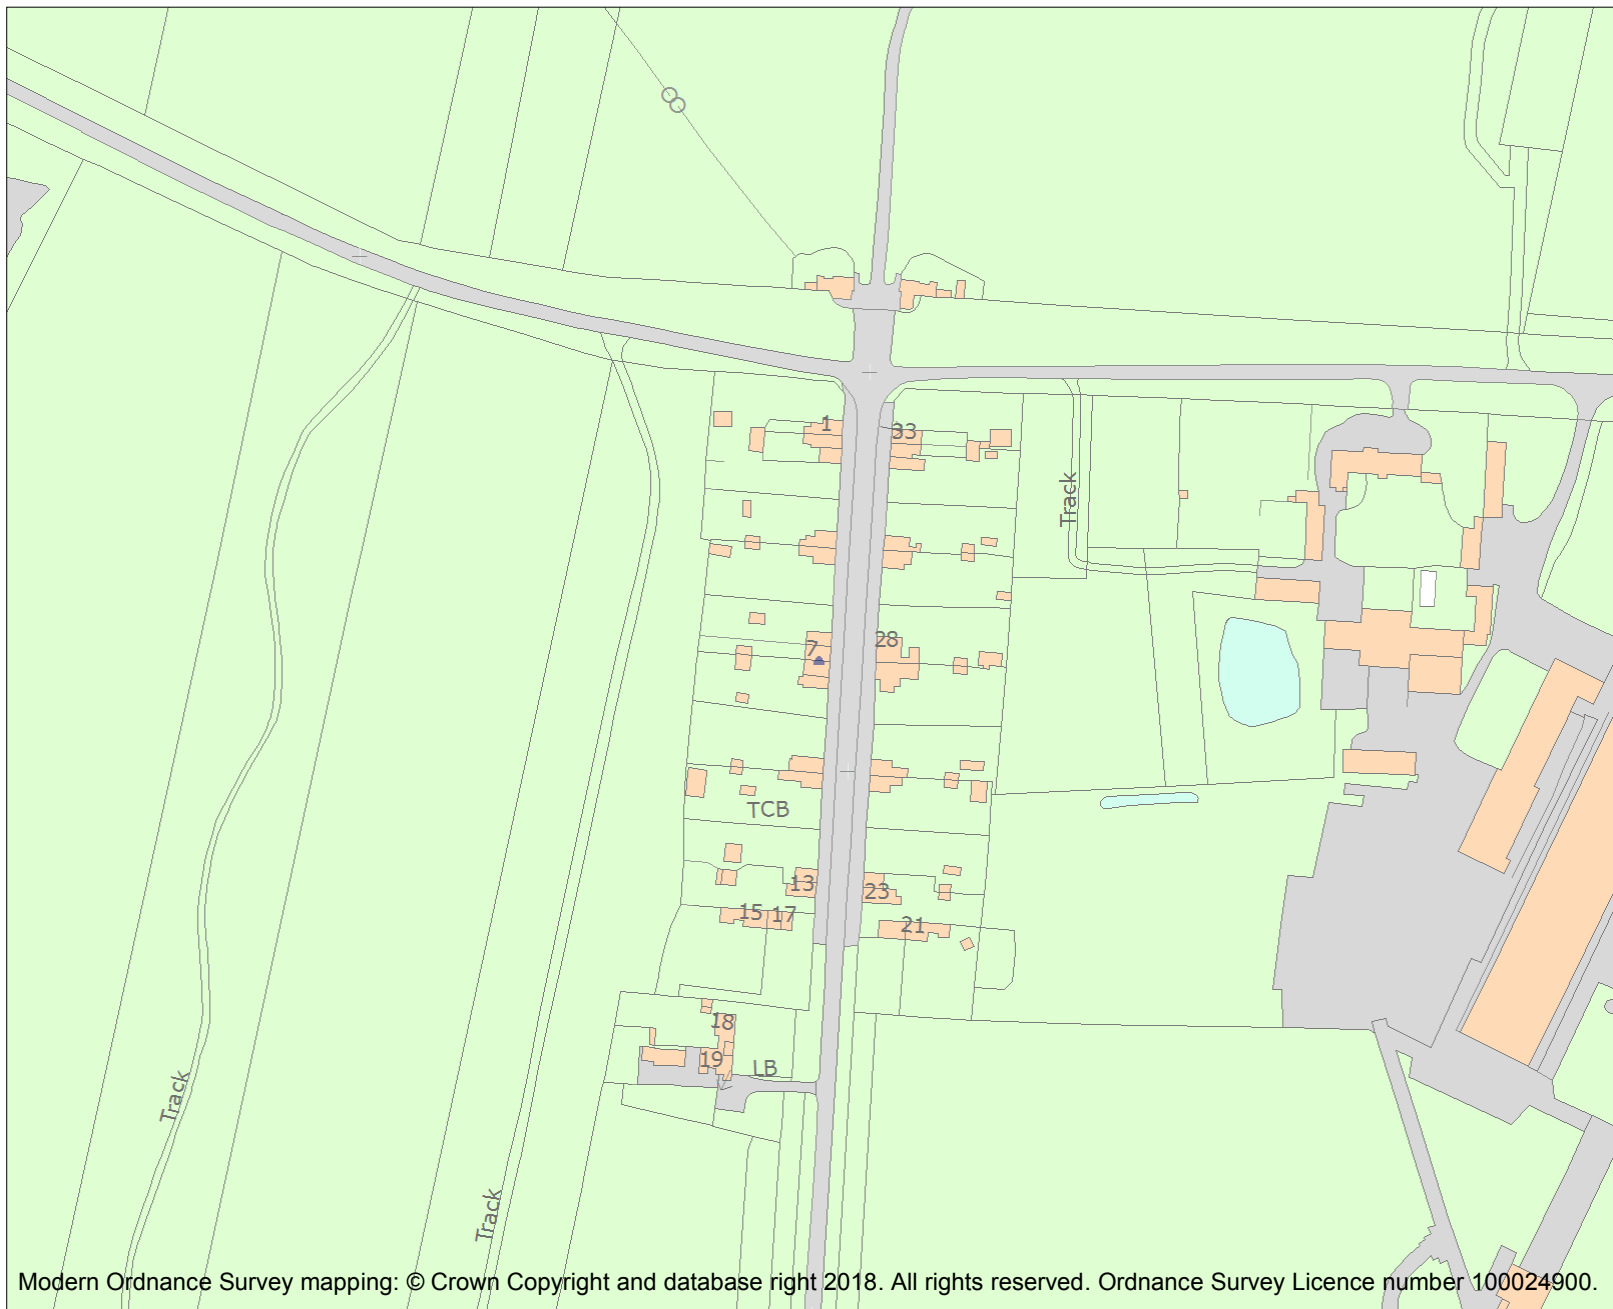 1
33
Track
7
28
TCB
13
23
15
17
21
18
19
LB
Track
Track
Modern Ordnance Survey mapping: © Crown Copyright and database right 2018. All rights reserved. Ordnance Survey Licence number 100024900.